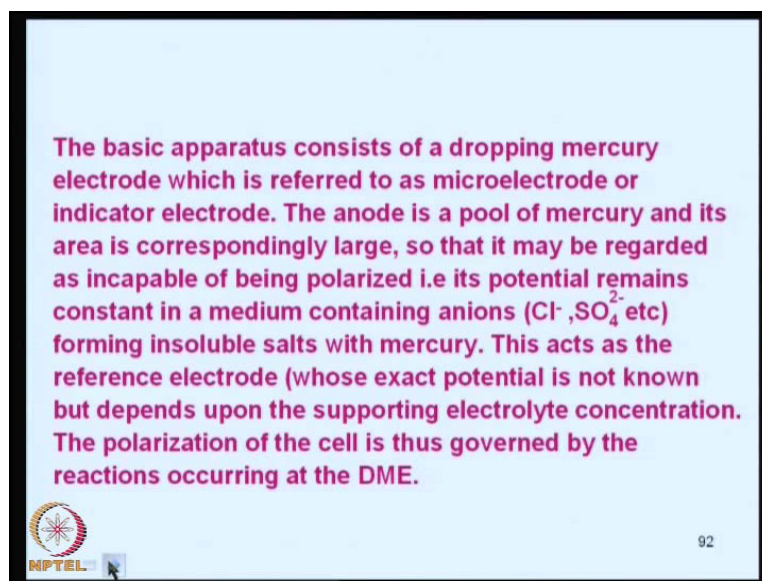 The basic apparatus consists of a dropping mercury
electrode which is referred to as microelectrode or
indicator electrode. The anode is a pool of mercury and its
area is correspondingly large, so that it may be regarded
as incapable of being polarized i.e its potential remains
constant in a medium containing anions (Cl⁻ ,SO₄²⁻ etc)
forming insoluble salts with mercury. This acts as the
reference electrode (whose exact potential is not known
but depends upon the supporting electrolyte concentration.
The polarization of the cell is thus governed by the
reactions occurring at the DME.
92
NPTEL